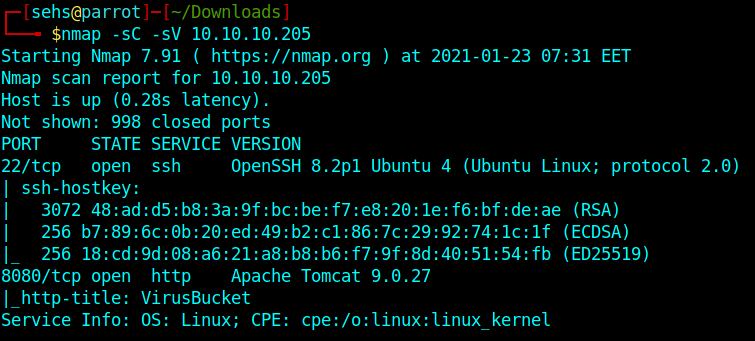 ┌─[sehs@parrot]─[~/Downloads]
└──╼ $nmap -sC -sV 10.10.10.205
Starting Nmap 7.91 ( https://nmap.org ) at 2021-01-23 07:31 EET
Nmap scan report for 10.10.10.205
Host is up (0.28s latency).
Not shown: 998 closed ports
PORT     STATE SERVICE VERSION
22/tcp   open  ssh     OpenSSH 8.2p1 Ubuntu 4 (Ubuntu Linux; protocol 2.0)
| ssh-hostkey:
|   3072 48:ad:d5:b8:3a:9f:bc:be:f7:e8:20:1e:f6:bf:de:ae (RSA)
|   256 b7:89:6c:0b:20:ed:49:b2:c1:86:7c:29:92:74:1c:1f (ECDSA)
|_  256 18:cd:9d:08:a6:21:a8:b8:b6:f7:9f:8d:40:51:54:fb (ED25519)
8080/tcp open  http    Apache Tomcat 9.0.27
|_http-title: VirusBucket
Service Info: OS: Linux; CPE: cpe:/o:linux:linux_kernel